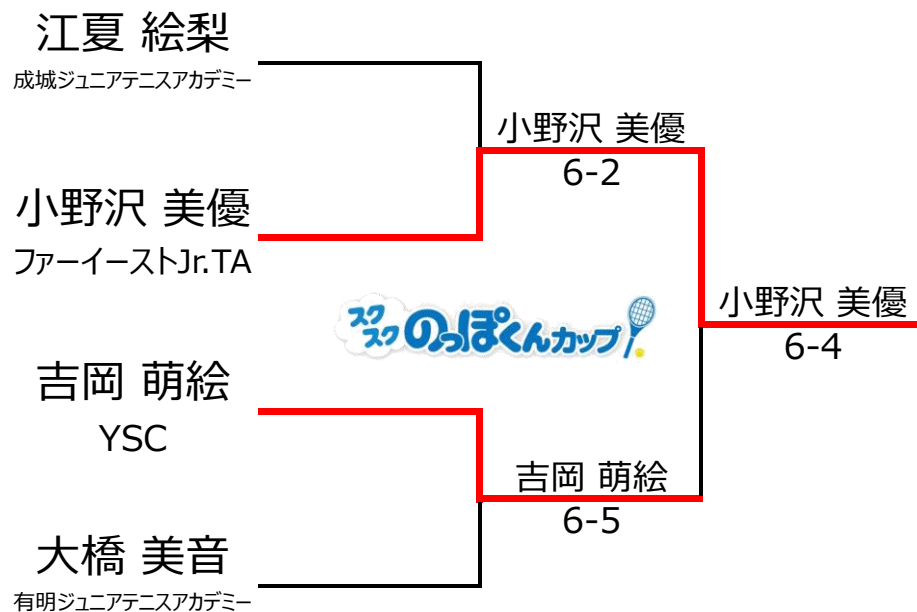 江夏 絵梨
成城ジュニアテニスアカデミー
小野沢 美優
6-2
小野沢 美優
ファーイーストJr.TA
スクスク のっぽくんカップ
小野沢 美優
6-4
吉岡 萌絵
YSC
吉岡 萌絵
6-5
大橋 美音
有明ジュニアテニスアカデミー